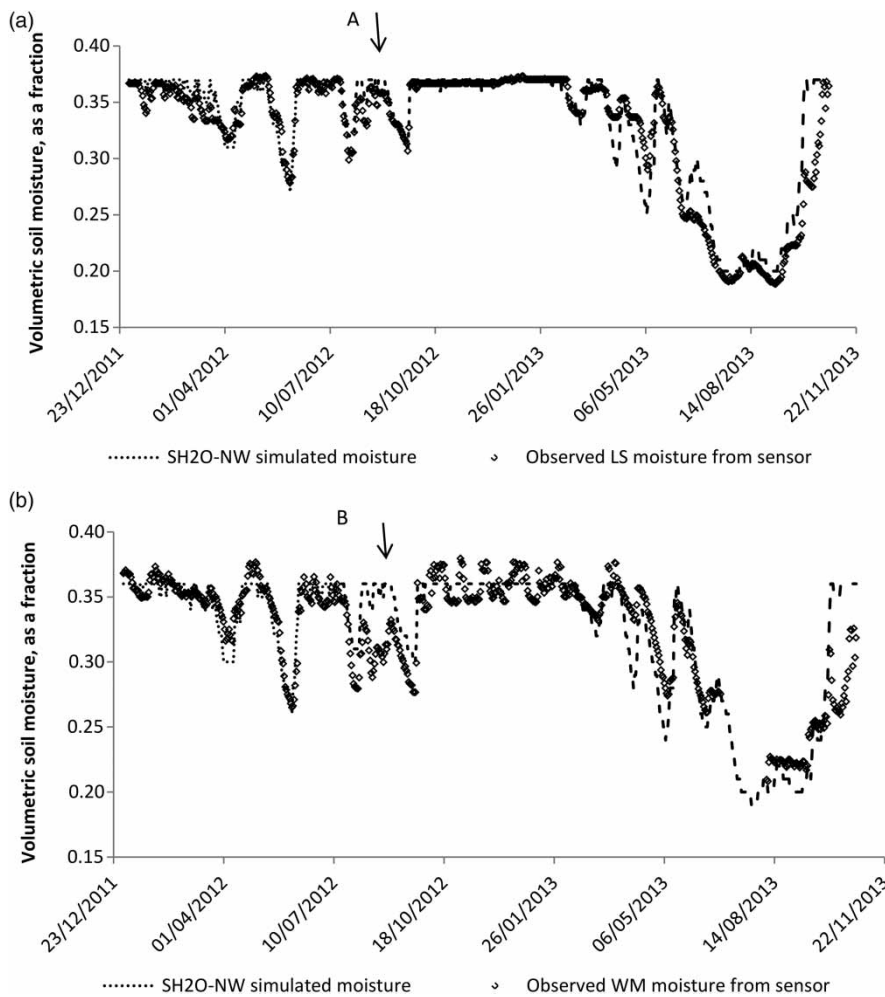 (a)
A
0.40
0.35
0.30
0.25
0.20
0.15
Volumetric soil moisture, as a fraction
23/12/2011
01/04/2012
10/07/2012
18/10/2012
26/01/2013
06/05/2013
14/08/2013
22/11/2013
SH2O-NW simulated moisture
Observed LS moisture from sensor
(b)
B
0.40
0.35
0.30
0.25
0.20
0.15
Volumetric soil moisture, as a fraction
23/12/2011
01/04/2012
10/07/2012
18/10/2012
26/01/2013
06/05/2013
14/08/2013
22/11/2013
SH2O-NW simulated moisture
Observed WM moisture from sensor